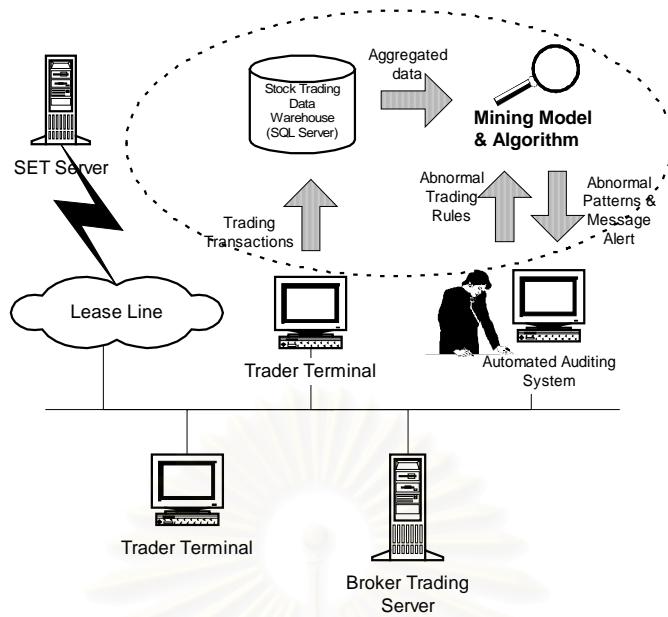 Aggregated
data
Stock Trading
Data
Warehouse
(SQL Server)
Mining Model
& Algorithm
SET Server
Trading
Transactions
Abnormal
Trading
Rules
Abnormal
Patterns &
Message
Alert
Lease Line
Trader Terminal
Automated Auditing
System
Trader Terminal
Broker Trading
Server